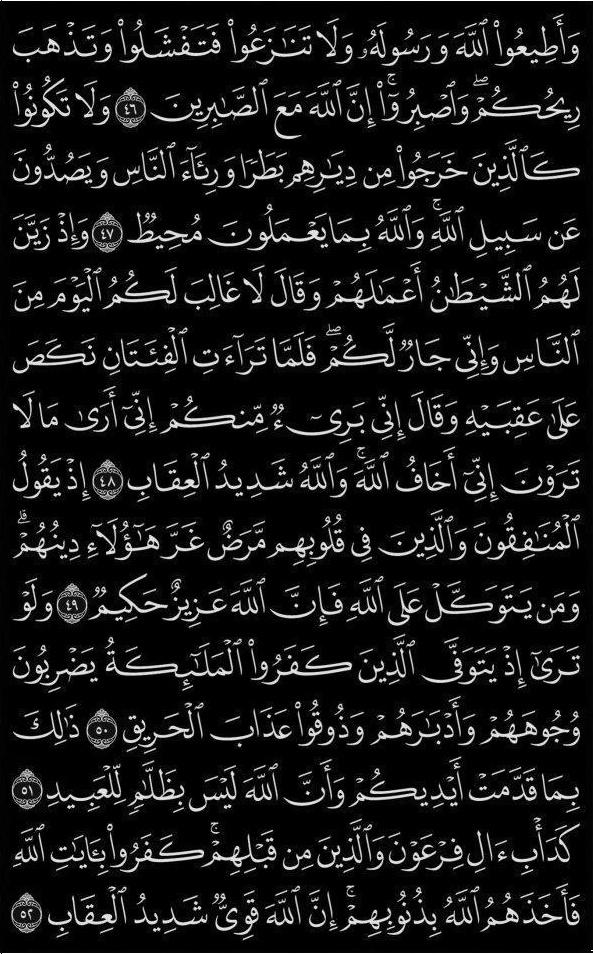 وَأَطِيعُوا۟ ٱللَّهَ وَرَسُولَهُۥ وَلَا تَنَـٰزَعُوا۟ فَتَفْشَلُوا۟ وَتَذْهَبَ
رِيحُكُمْ ۖ وَٱصْبِرُوٓا۟ ۚ إِنَّ ٱللَّهَ مَعَ ٱلصَّـٰبِرِينَ ٤٦ وَلَا تَكُونُوا۟
كَٱلَّذِينَ خَرَجُوا۟ مِن دِيَـٰرِهِم بَطَرًا وَرِئَآءَ ٱلنَّاسِ وَيَصُدُّونَ
عَن سَبِيلِ ٱللَّهِ ۚ وَٱللَّهُ بِمَا يَعْمَلُونَ مُحِيطٌ ٤٧ وَإِذْ زَيَّنَ
لَهُمُ ٱلشَّيْطَـٰنُ أَعْمَـٰلَهُمْ وَقَالَ لَا غَالِبَ لَكُمُ ٱلْيَوْمَ مِنَ
ٱلنَّاسِ وَإِنِّى جَارٌ لَّكُمْ ۖ فَلَمَّا تَرَآءَتِ ٱلْفِئَتَانِ نَكَصَ
عَلَىٰ عَقِبَيْهِ وَقَالَ إِنِّى بَرِىٓءٌ مِّنكُمْ إِنِّىٓ أَرَىٰ مَا لَا
تَرَوْنَ إِنِّىٓ أَخَافُ ٱللَّهَ ۚ وَٱللَّهُ شَدِيدُ ٱلْعِقَابِ ٤٨ إِذْ يَقُولُ
ٱلْمُنَـٰفِقُونَ وَٱلَّذِينَ فِى قُلُوبِهِم مَّرَضٌ غَرَّ هَـٰٓؤُلَآءِ دِينُهُمْ ۗ
وَمَن يَتَوَكَّلْ عَلَى ٱللَّهِ فَإِنَّ ٱللَّهَ عَزِيزٌ حَكِيمٌ ٤٩ وَلَوْ
تَرَىٰٓ إِذْ يَتَوَفَّى ٱلَّذِينَ كَفَرُوا۟ ٱلْمَلَـٰٓئِكَةُ يَضْرِبُونَ
وُجُوهَهُمْ وَأَدْبَـٰرَهُمْ وَذُوقُوا۟ عَذَابَ ٱلْحَرِيقِ ٥٠ ذَٰلِكَ
بِمَا قَدَّمَتْ أَيْدِيكُمْ وَأَنَّ ٱللَّهَ لَيْسَ بِظَلَّـٰمٍ لِّلْعَبِيدِ ٥١
كَدَأْبِ ءَالِ فِرْعَوْنَ وَٱلَّذِينَ مِن قَبْلِهِمْ ۚ كَفَرُوا۟ بِـَٔايَـٰتِ ٱللَّهِ
فَأَخَذَهُمُ ٱللَّهُ بِذُنُوبِهِمْ ۗ إِنَّ ٱللَّهَ قَوِىٌّ شَدِيدُ ٱلْعِقَابِ ٥٢